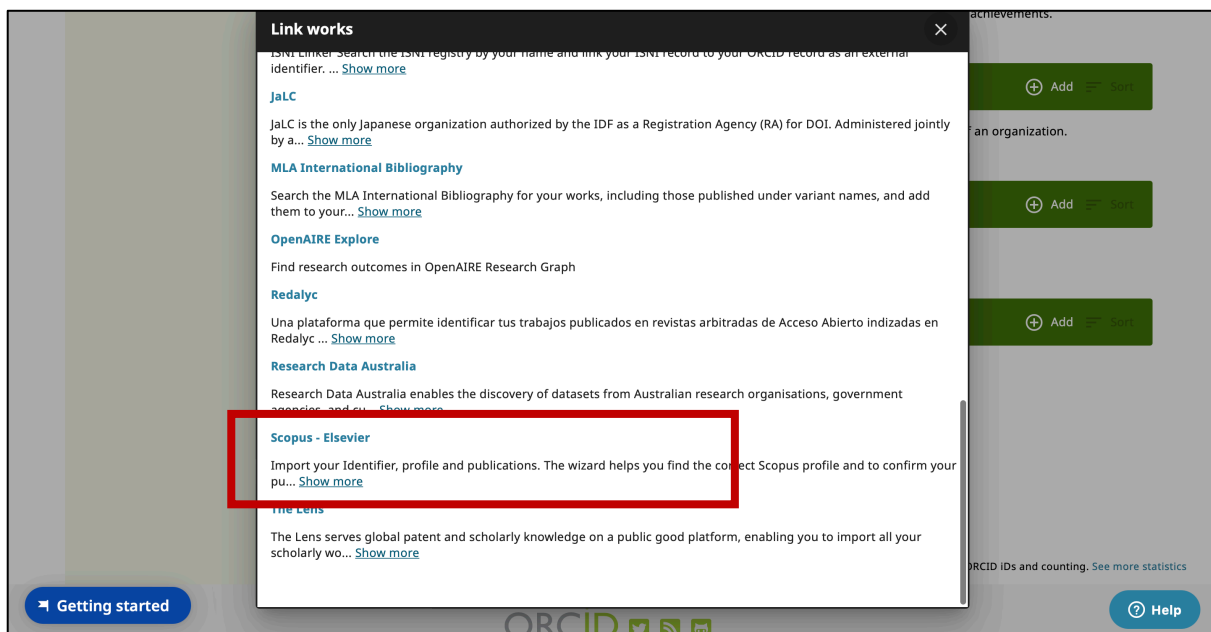 Link works
achievements.
ISNI Linker Search the ISNI registry by your name and link your ISNI record to your ORCID record as an external
identifier. ... Show more
Add Sort
JaLC
JaLC is the only Japanese organization authorized by the IDF as a Registration Agency (RA) for DOI. Administered jointly
by a... Show more
an organization.
MLA International Bibliography
Search the MLA International Bibliography for your works, including those published under variant names, and add
them to your... Show more
Add Sort
OpenAIRE Explore
Find research outcomes in OpenAIRE Research Graph
Redalyc
Una plataforma que permite identificar tus trabajos publicados en revistas arbitradas de Acceso Abierto indizadas en
Redalyc ... Show more
Add Sort
Research Data Australia
Research Data Australia enables the discovery of datasets from Australian research organisations, government
agencies, and cu... Show more
Scopus - Elsevier
Import your Identifier, profile and publications. The wizard helps you find the correct Scopus profile and to confirm your
pu... Show more
The Lens
The Lens serves global patent and scholarly knowledge on a public good platform, enabling you to import all your
scholarly wo... Show more
ORCID iDs and counting. See more statistics
Getting started
Help
ORCID